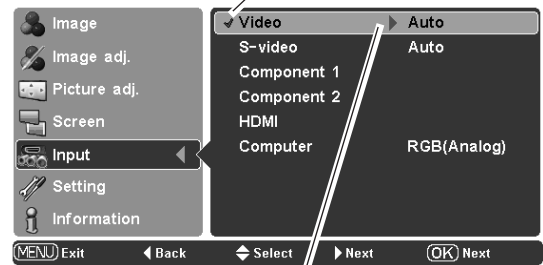 Image
Image adj.
Picture adj.
Screen
Input
Setting
Information
Video Auto
S-video Auto
Component 1
Component 2
HDMI
Computer RGB(Analog)
MENU Exit Back Select Next OK Next